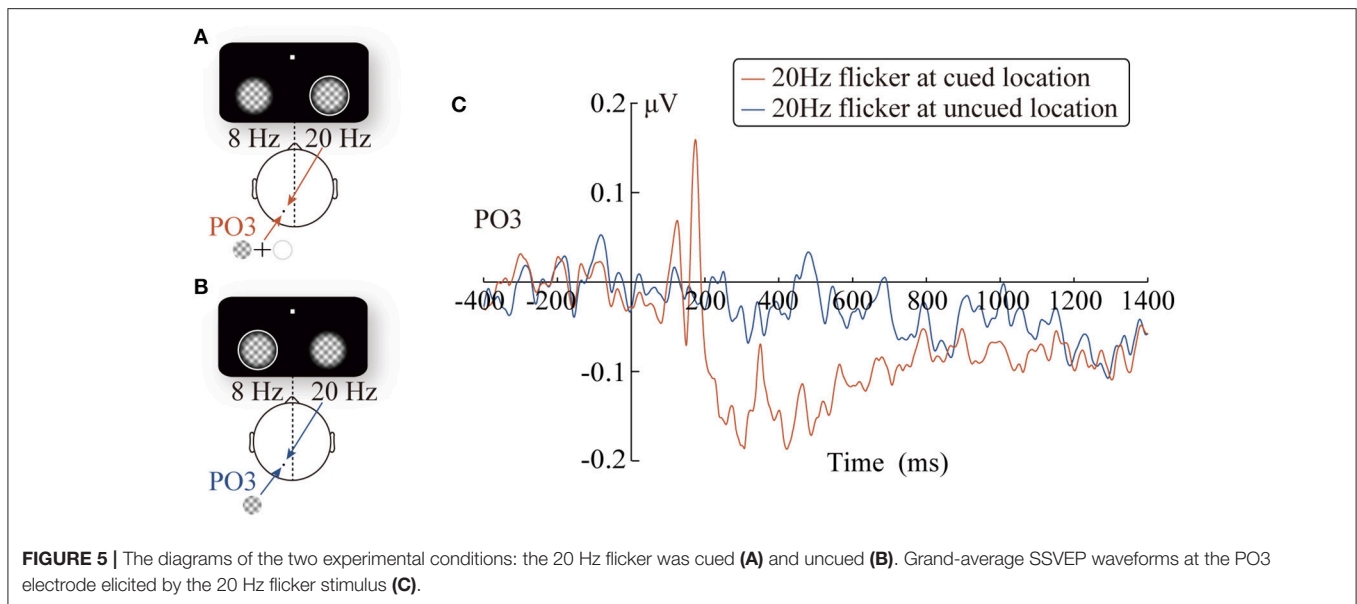 A
8 Hz 20 Hz
PO3
+
B
8 Hz 20 Hz
PO3
C
20Hz flicker at cued location
20Hz flicker at uncued location
0.2 μV
0.1
PO3
-400 -200 200 400 600 800 1000 1200 1400
-0.1
-0.2
Time (ms)
FIGURE 5 | The diagrams of the two experimental conditions: the 20 Hz flicker was cued (A) and uncued (B). Grand-average SSVEP waveforms at the PO3
electrode elicited by the 20 Hz flicker stimulus (C).